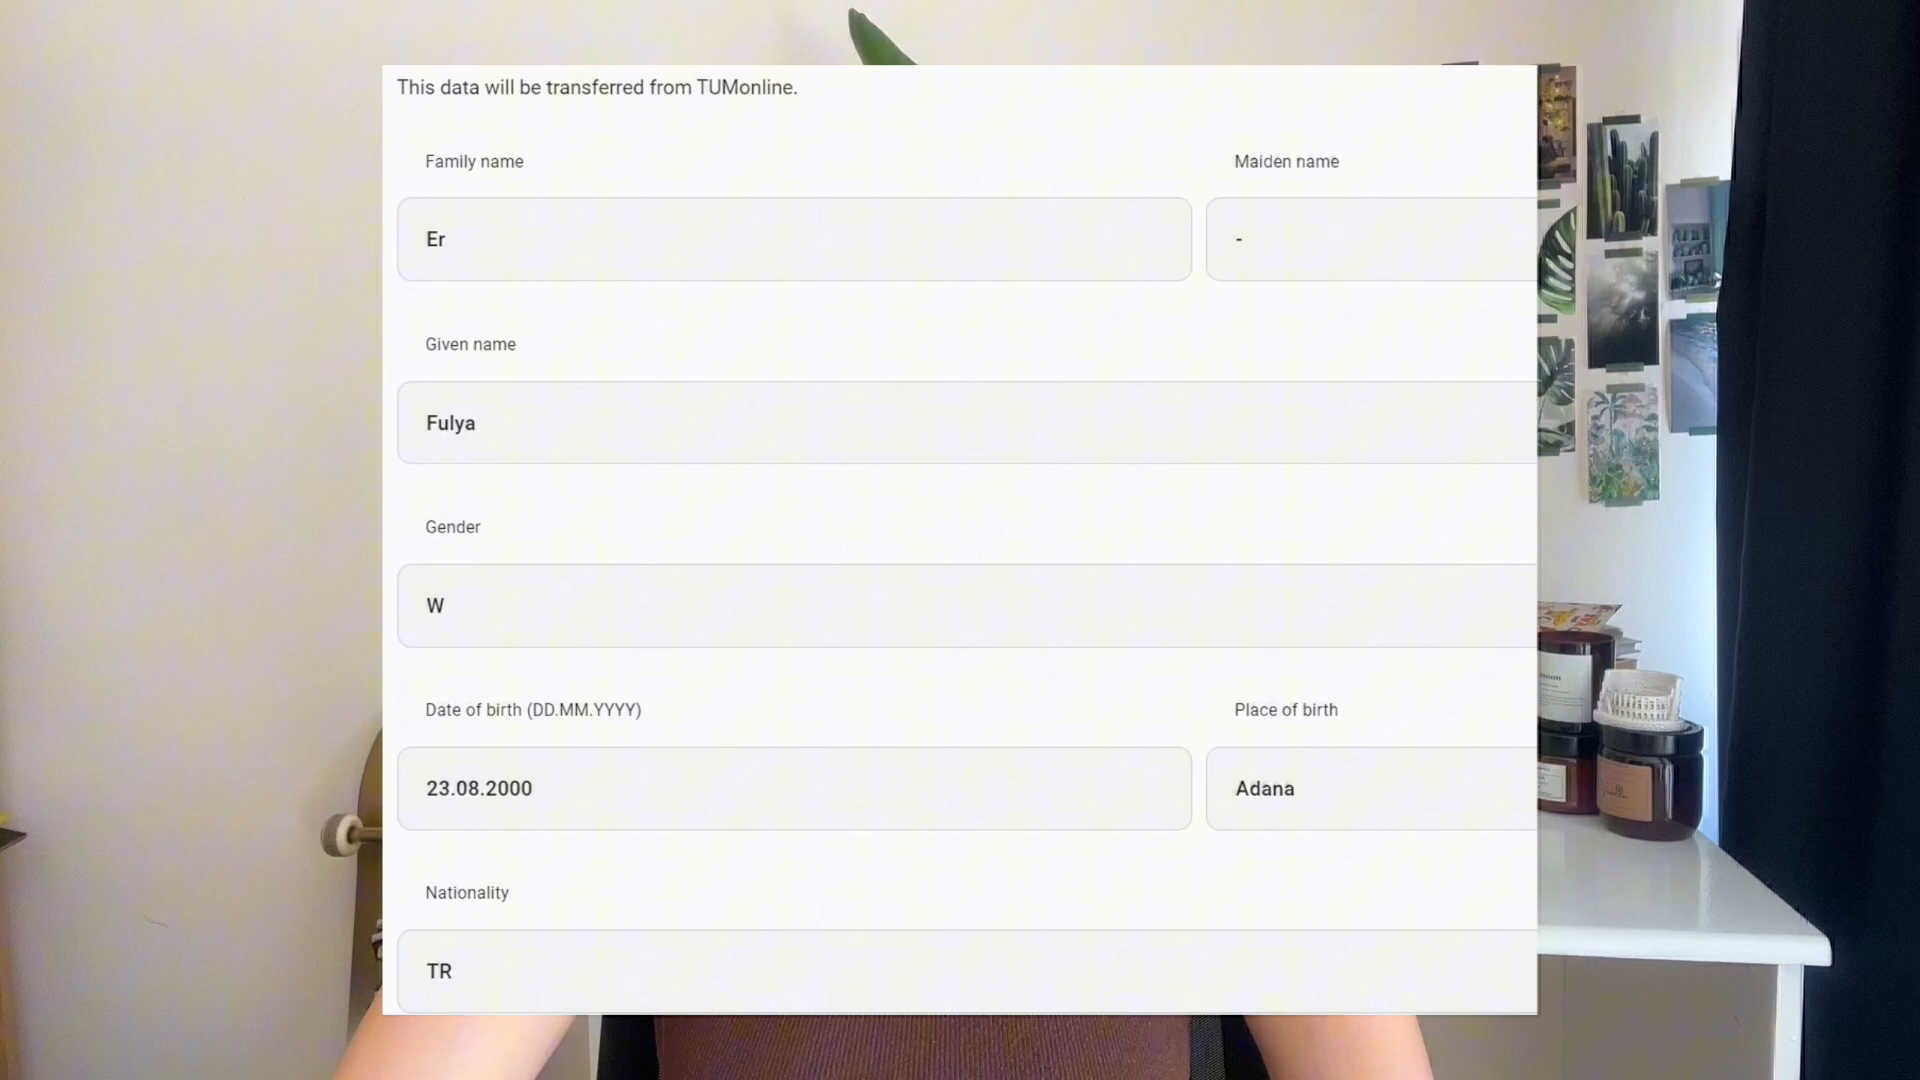 This data will be transferred from TUMonline.
Family name
Maiden name
Er
-
Given name
Fulya
Gender
W
Date of birth (DD.MM.YYYY)
Place of birth
23.08.2000
Adana
Nationality
TR